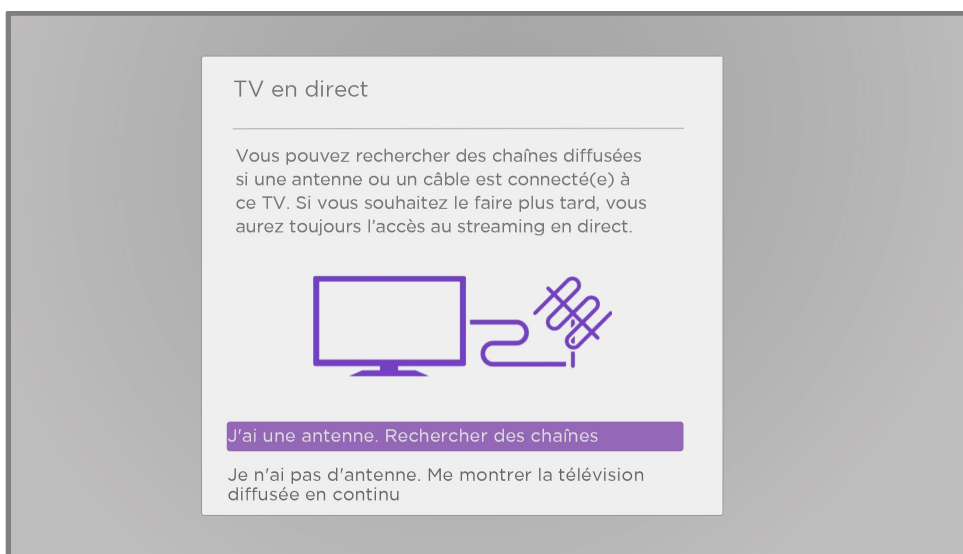 TV en direct
Vous pouvez rechercher des chaînes diffusées
si une antenne ou un câble est connecté(e) à
ce TV. Si vous souhaitez le faire plus tard, vous
aurez toujours l'accès au streaming en direct.
J'ai une antenne. Rechercher des chaînes
Je n'ai pas d'antenne. Me montrer la télévision
diffusée en continu